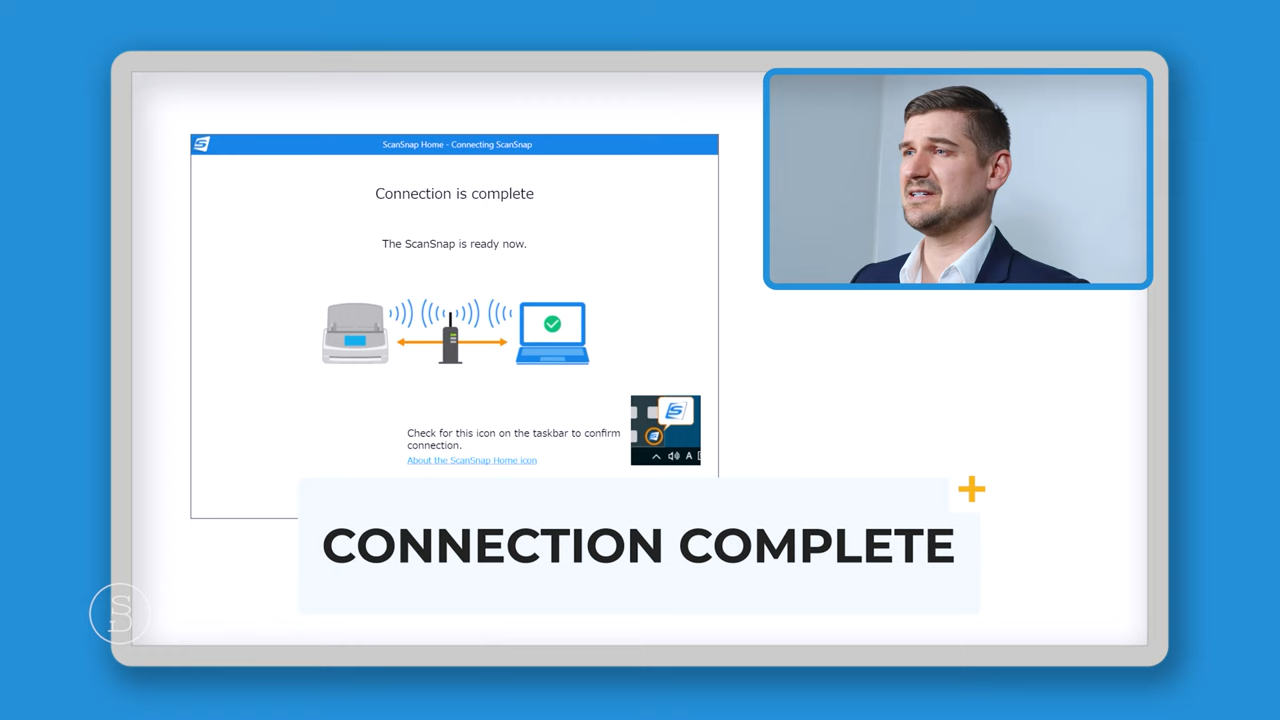 ScanSnap Home - Connecting ScanSnap
Connection is complete
The ScanSnap is ready now.
Check for this icon on the taskbar to confirm
connection.
About the ScanSnap Home icon
A
CONNECTION COMPLETE